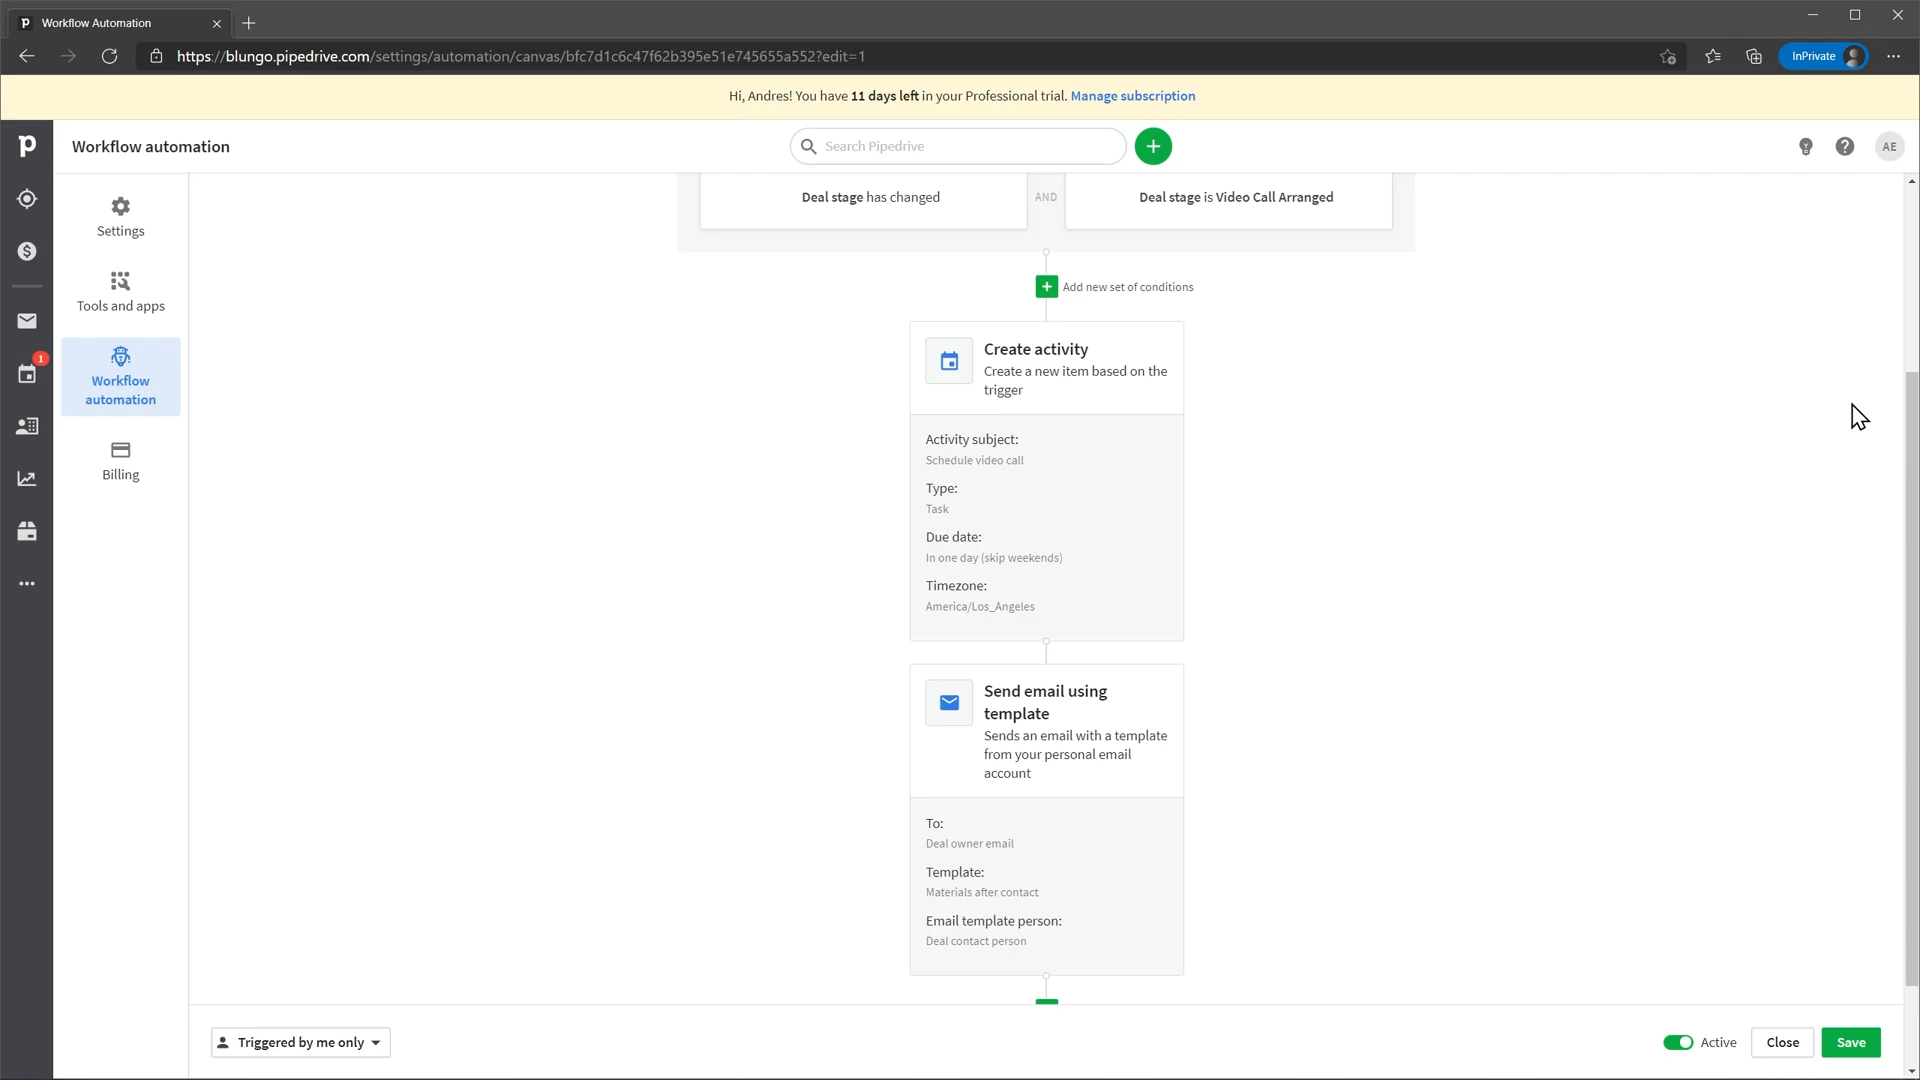 Workflow Automation
https://blungo.pipedrive.com/settings/automation/canvas/bfc7d1c6c47f62b395e51e745655a552?edit=1
InPrivate
Hi, Andres! You have 11 days left in your Professional trial. Manage subscription
Workflow automation
Search Pipedrive
AE
Settings
Tools and apps
1
Workflow
automation
Billing
Deal stage has changed
AND
Deal stage is Video Call Arranged
Add new set of conditions
Create activity
Create a new item based on the
trigger
Activity subject:
Schedule video call
Type:
Task
Due date:
In one day (skip weekends)
Timezone:
America/Los_Angeles
Send email using
template
Sends an email with a template
from your personal email
account
To:
Deal owner email
Template:
Materials after contact
Email template person:
Deal contact person
Triggered by me only
Active
Close
Save